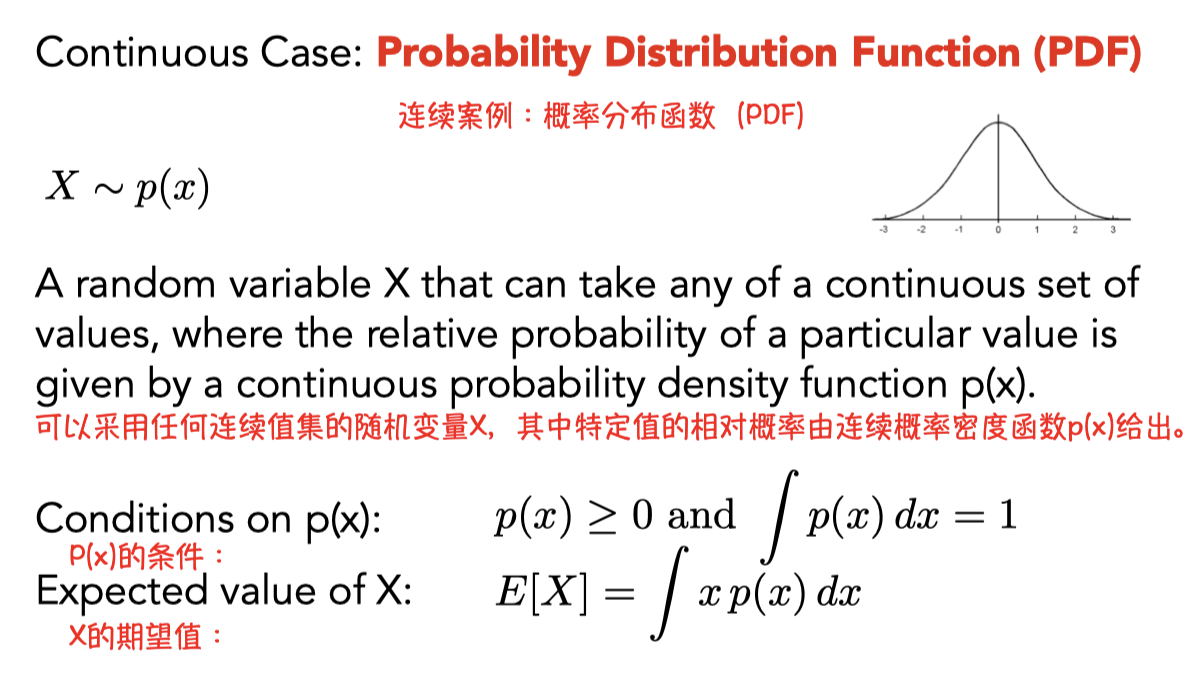 Continuous Case: Probability Distribution Function (PDF)
连续案例：概率分布函数 (PDF)
X ~ p(x)
-3 -2 -1 0 1 2 3
A random variable X that can take any of a continuous set of
values, where the relative probability of a particular value is
given by a continuous probability density function p(x).
可以采用任何连续值集的随机变量X，其中特定值的相对概率由连续概率密度函数p(x)给出。
Conditions on p(x): p(x) ≥ 0 and ∫ p(x) dx = 1
P(x)的条件：
Expected value of X: E[X] = ∫ x p(x) dx
X的期望值：